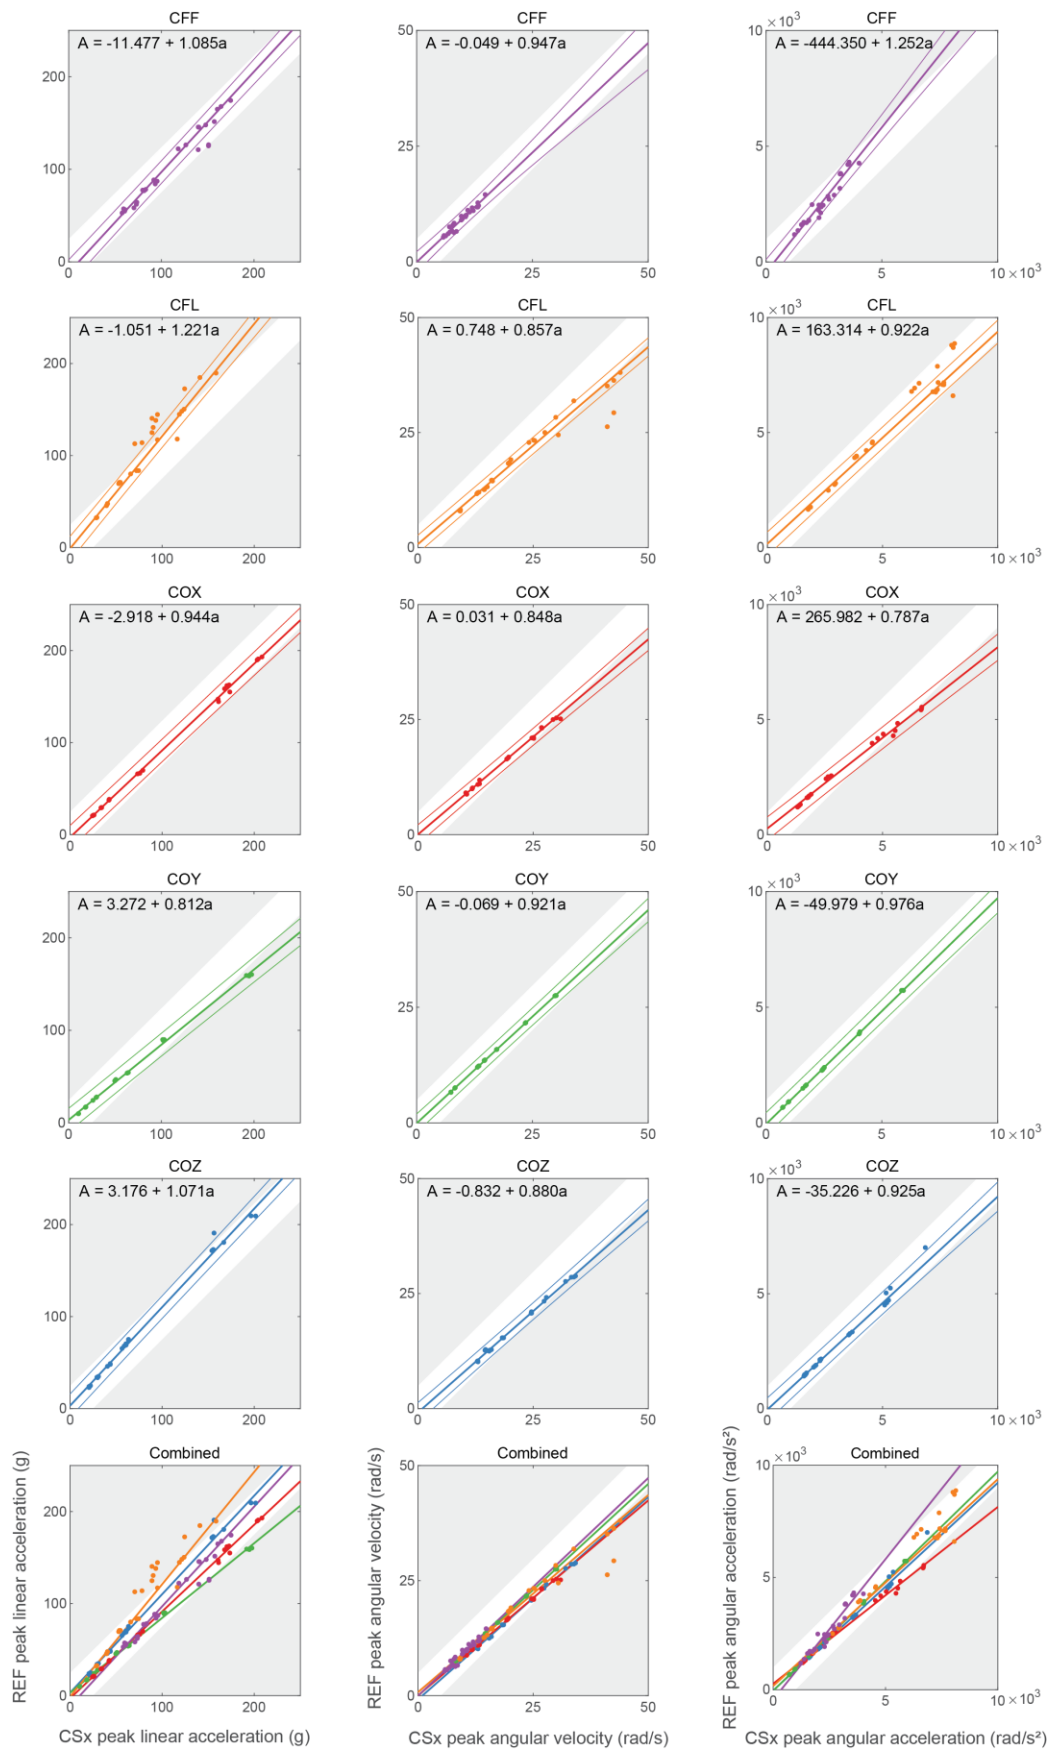 CFF CFF 10 × 10³ CFF
A = -11.477 + 1.085a
50 A = -0.049 + 0.947a
A = -444.350 + 1.252a
200
100
0
25
0
5
0
0 100 200
0 25 50
0 5 10 × 10³
CFL CFL 10 × 10³ CFL
A = -1.051 + 1.221a
50 A = 0.748 + 0.857a
A = 163.314 + 0.922a
200
100
0
25
0
5
0
0 100 200
0 25 50
0 5 10 × 10³
COX COX 10 × 10³ COX
A = -2.918 + 0.944a
50 A = 0.031 + 0.848a
A = 265.982 + 0.787a
200
100
0
25
0
5
0
0 100 200
0 25 50
0 5 10 × 10³
COY COY 10 × 10³ COY
A = 3.272 + 0.812a
50 A = -0.069 + 0.921a
A = -49.979 + 0.976a
200
100
0
25
0
5
0
0 100 200
0 25 50
0 5 10 × 10³
COZ COZ 10 × 10³ COZ
A = 3.176 + 1.071a
50 A = -0.832 + 0.880a
A = -35.226 + 0.925a
200
100
0
25
0
5
0
0 100 200
0 25 50
0 5 10 × 10³
Combined Combined 10 × 10³ Combined
REF peak linear acceleration (g)
200
100
0
REF peak angular velocity (rad/s)
50
25
0
REF peak angular acceleration (rad/s²)
5
0
0 100 200
0 25 50
0 5 10 × 10³
CSx peak linear acceleration (g)
CSx peak angular velocity (rad/s)
CSx peak angular acceleration (rad/s²)